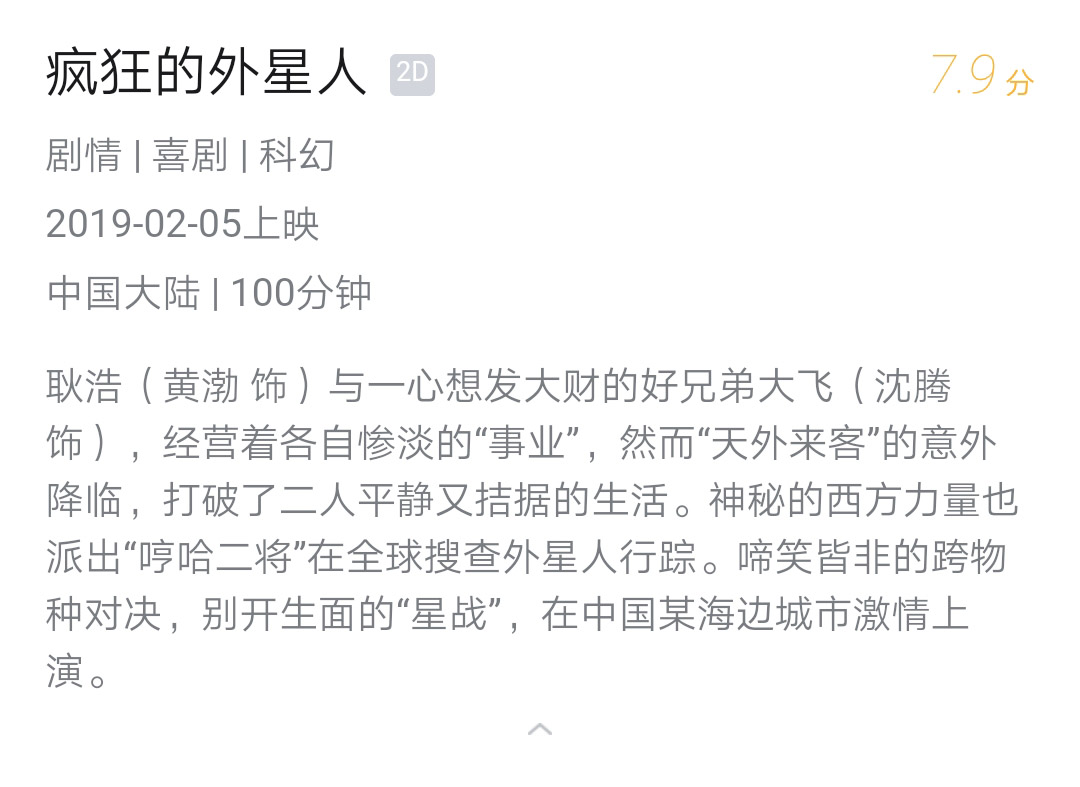 疯狂的外星人 2D 7.9分
剧情 | 喜剧 | 科幻
2019-02-05上映
中国大陆 | 100分钟
耿浩（黄渤 饰）与一心想发大财的好兄弟大飞（沈腾
饰），经营着各自惨淡的“事业”，然而“天外来客”的意外
降临，打破了二人平静又拮据的生活。神秘的西方力量也
派出“哼哈二将”在全球搜查外星人行踪。啼笑皆非的跨物
种对决，别开生面的“星战”，在中国某海边城市激情上
演。